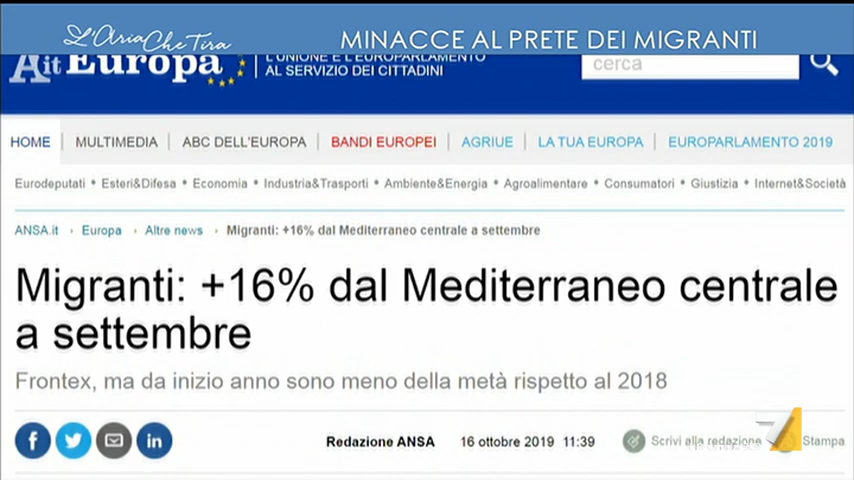 L'Aria Che Tira
MINACCE AL PRETE DEI MIGRANTI
Ait Europa
L'UNIONE E L'EUROPARLAMENTO
AL SERVIZIO DEI CITTADINI
cerca
HOME | MULTIMEDIA | ABC DELL'EUROPA | BANDI EUROPEI | AGRIUE | LA TUA EUROPA | EUROPARLAMENTO 2019
Eurodeputati • Esteri&Difesa • Economia • Industria&Trasporti • Ambiente&Energia • Agroalimentare • Consumatori • Giustizia • Internet&Società
ANSA.it › Europa › Altre news › Migranti: +16% dal Mediterraneo centrale a settembre
Migranti: +16% dal Mediterraneo centrale
a settembre
Frontex, ma da inizio anno sono meno della metà rispetto al 2018
Redazione ANSA 16 ottobre 2019 11:39 Scrivi alla redazione Stampa